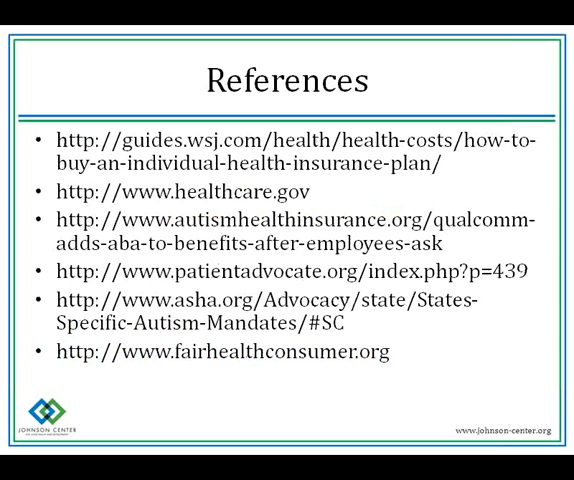 References
• http://guides.wsj.com/health/health-costs/how-to-
buy-an-individual-health-insurance-plan/
• http://www.healthcare.gov
• http://www.autismhealthinsurance.org/qualcomm-
adds-aba-to-benefits-after-employees-ask
• http://www.patientadvocate.org/index.php?p=439
• http://www.asha.org/Advocacy/state/States-
Specific-Autism-Mandates/#SC
• http://www.fairhealthconsumer.org
JOHNSON CENTER
www.johnson-center.org